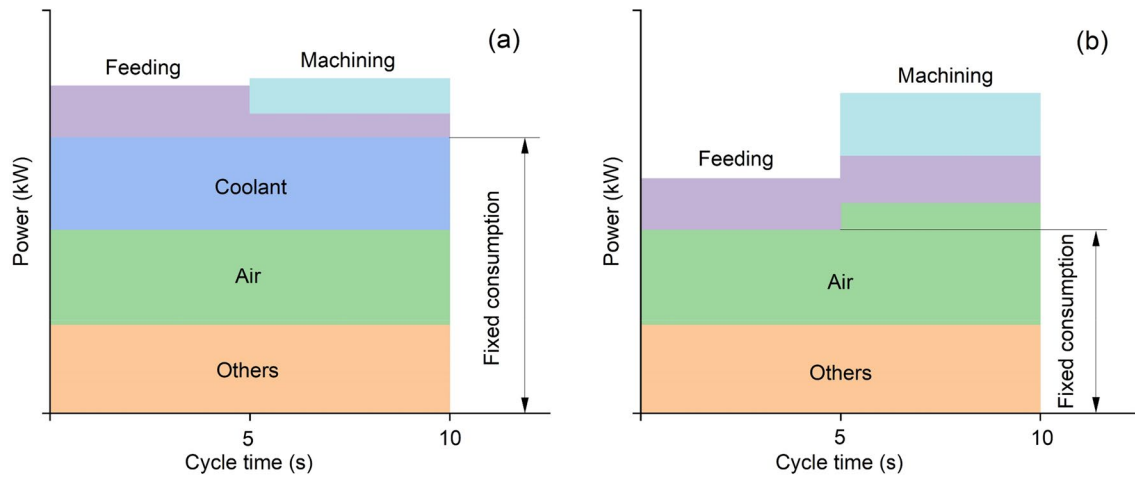 (a)
Feeding
Machining
Coolant
Air
Others
Power (kW)
Fixed consumption
5
10
Cycle time (s)
(b)
Machining
Feeding
Air
Others
Power (kW)
Fixed consumption
5
10
Cycle time (s)